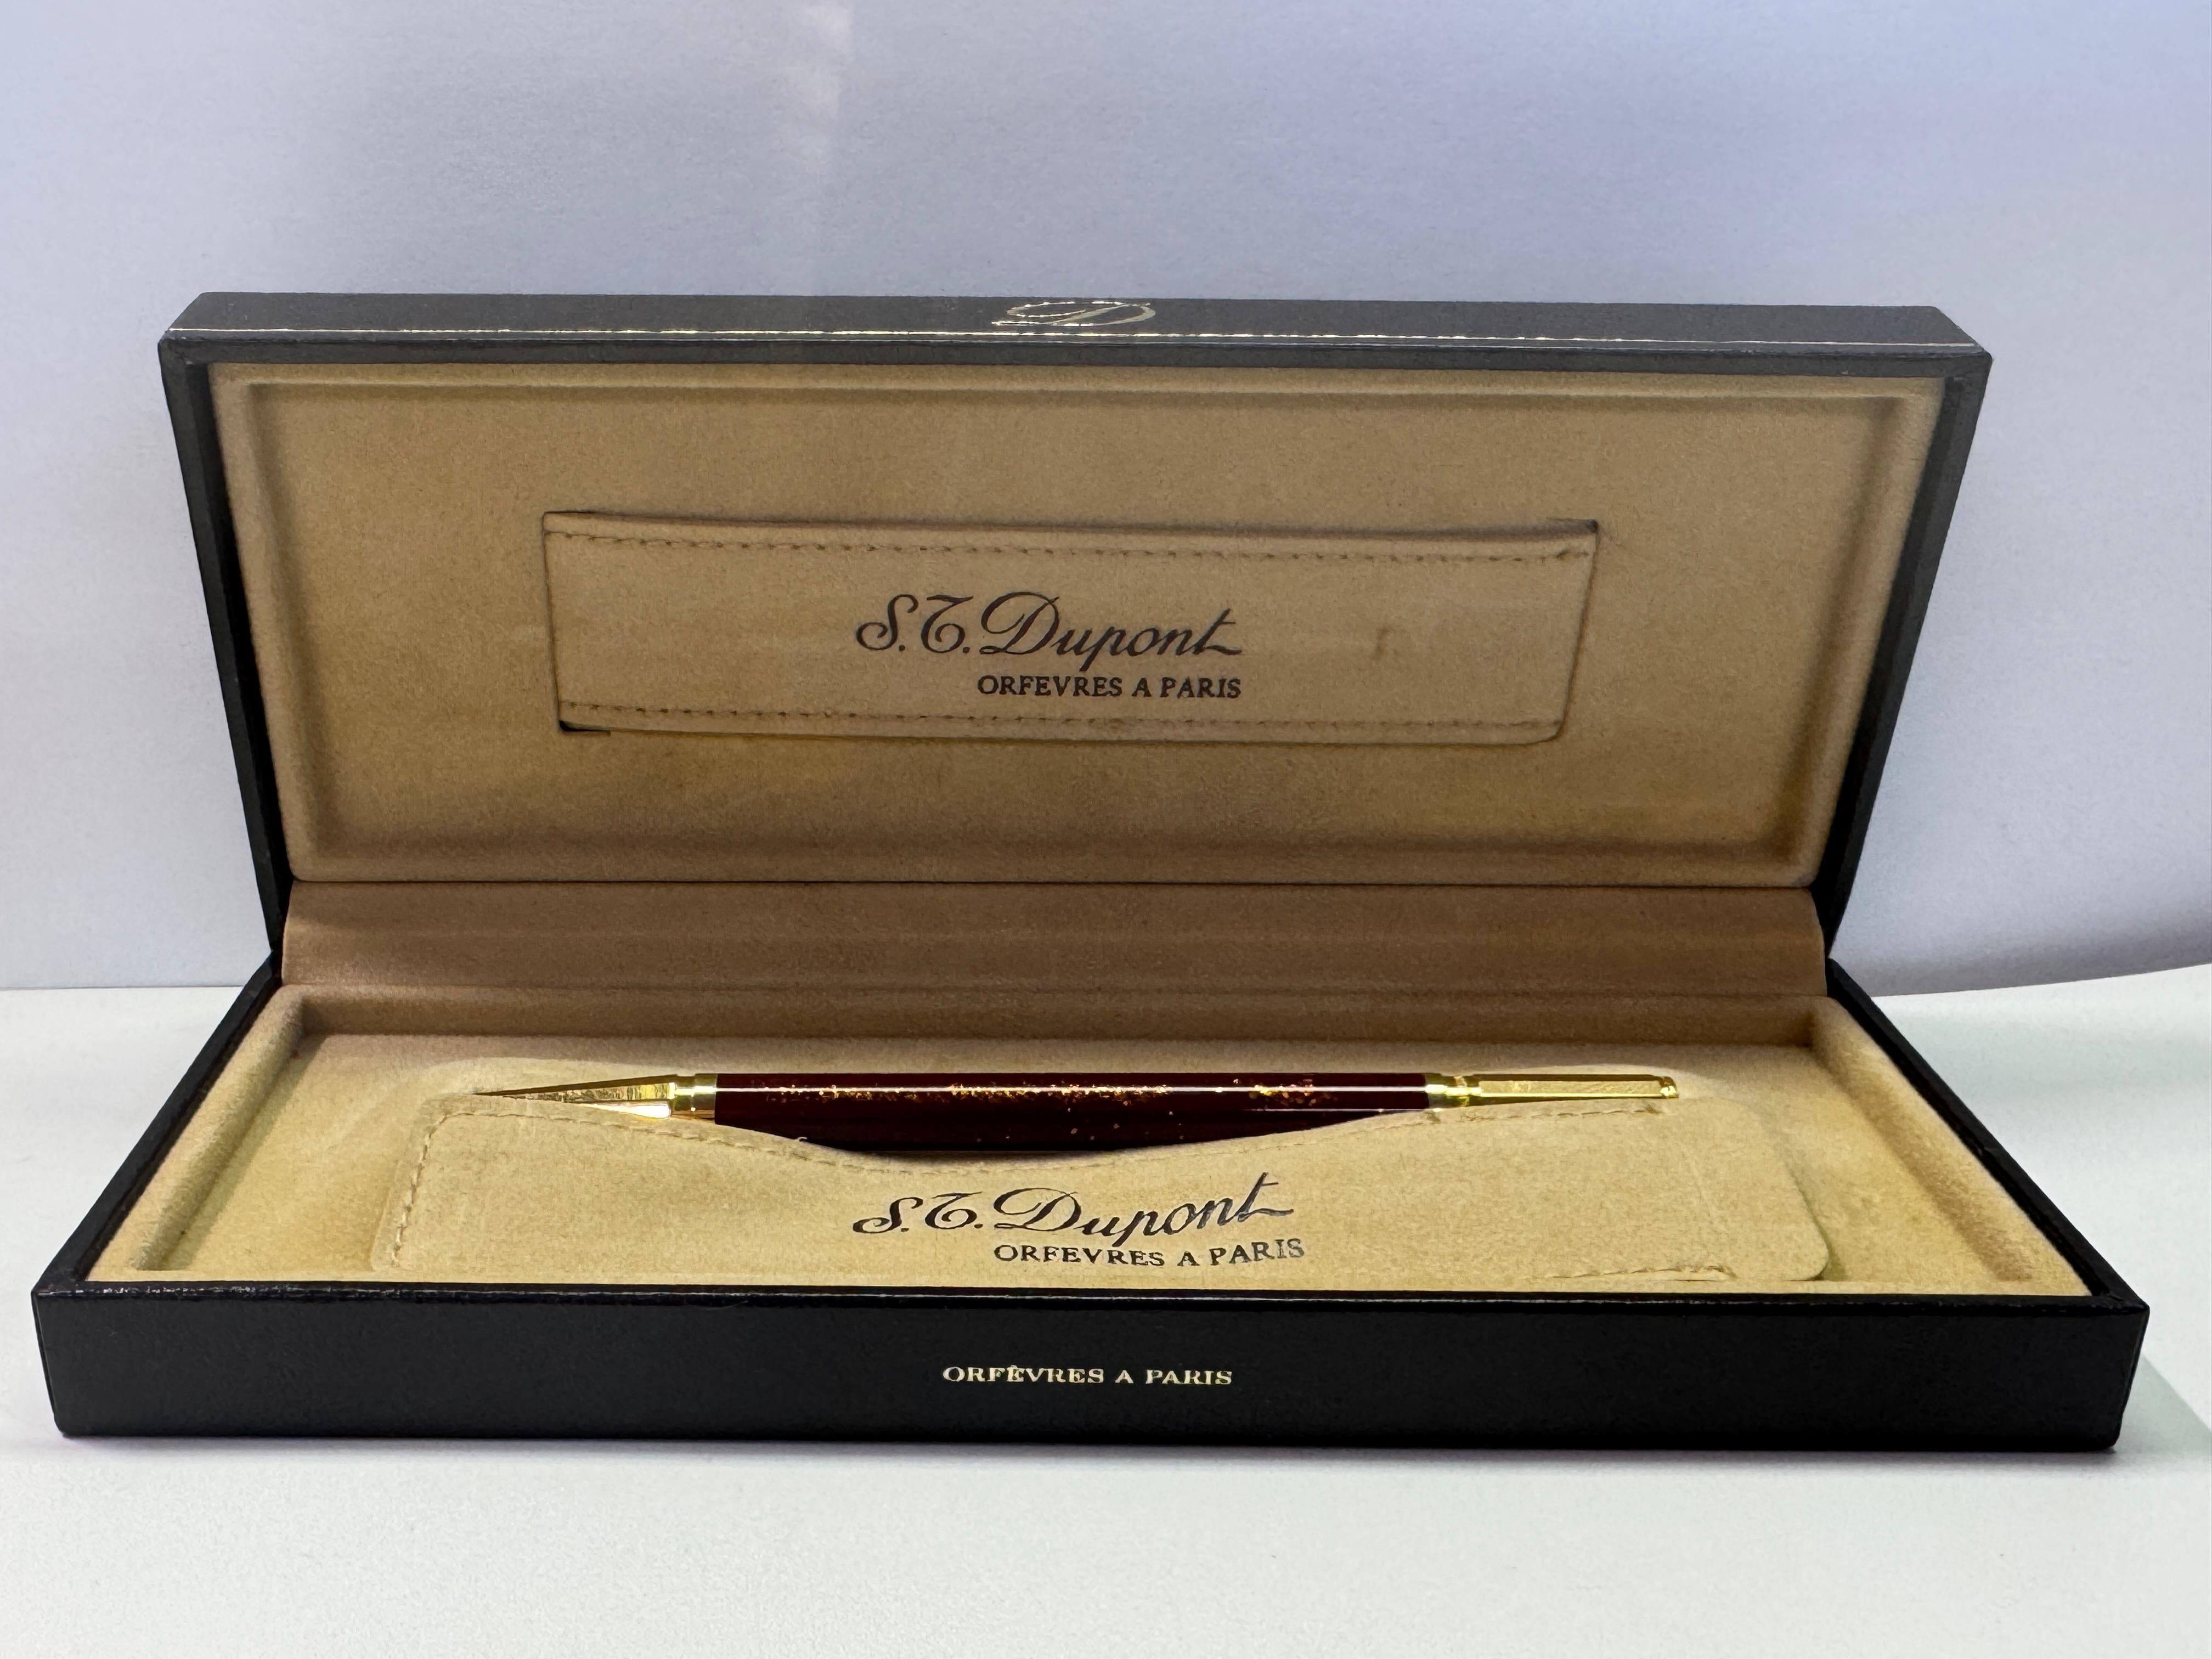 D
S.T. Dupont
ORFEVRES A PARIS
S.T. Dupont
ORFEVRES A PARIS
ORFÈVRES A PARIS